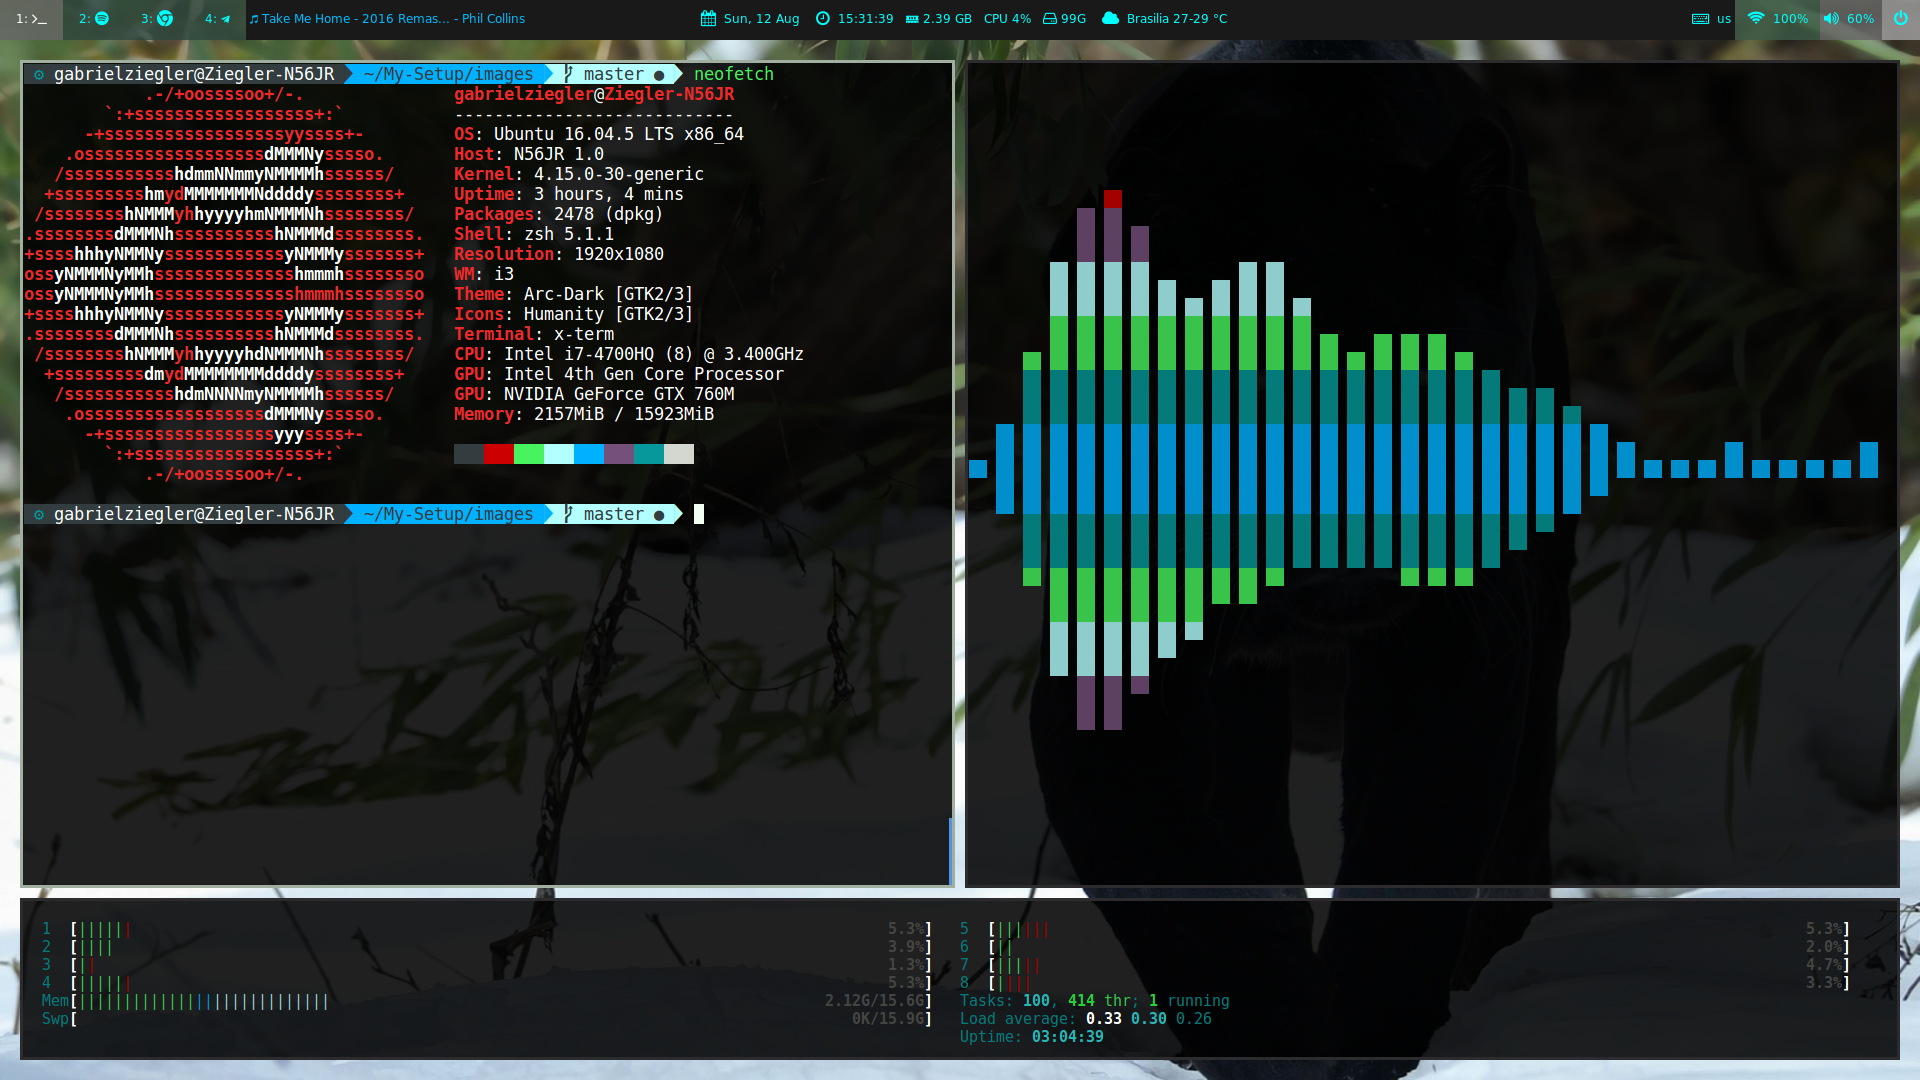 1: 2: 3: 4: Take Me Home - 2016 Remas... - Phil Collins Sun, 12 Aug 15:31:39 2.39 GB CPU 4% 99G Brasilia 27-29 °C us 100% 60%
gabrielziegler@Ziegler-N56JR ~/My-Setup/images master ● neofetch
.-/+oossssoo+/-. gabrielziegler@Ziegler-N56JR
`:+ssssssssssssssssss+:` ----------------------------
-+ssssssssssssssssssyyssss+- OS: Ubuntu 16.04.5 LTS x86_64
.ossssssssssssssssssdMMMNysssso. Host: N56JR 1.0
/ssssssssssshdmmNNmmyNMMMMhssssss/ Kernel: 4.15.0-30-generic
+ssssssssshmydMMMMMMMNddddyssssssss+ Uptime: 3 hours, 4 mins
/sssssssshNMMMyhhyyyyhmNMMMNhssssssss/ Packages: 2478 (dpkg)
.ssssssssdMMMNhsssssssssshNMMMdssssssss. Shell: zsh 5.1.1
+sssshhhyNMMNyssssssssssssyNMMMysssssss+ Resolution: 1920x1080
ossyNMMMNyMMhsssssssssssssshmmmhssssssso WM: i3
ossyNMMMNyMMhsssssssssssssshmmmhssssssso Theme: Arc-Dark [GTK2/3]
+sssshhhyNMMNyssssssssssssyNMMMysssssss+ Icons: Humanity [GTK2/3]
.ssssssssdMMMNhsssssssssshNMMMdssssssss. Terminal: x-term
/sssssssshNMMMyhhyyyyhdNMMMNhssssssss/ CPU: Intel i7-4700HQ (8) @ 3.400GHz
+sssssssssdmydMMMMMMMMddddyssssssss+ GPU: Intel 4th Gen Core Processor
/ssssssssssshdmNNNNmyNMMMMhssssss/ GPU: NVIDIA GeForce GTX 760M
.ossssssssssssssssssdMMMNysssso. Memory: 2157MiB / 15923MiB
-+sssssssssssssssssyyyssss+-
`:+ssssssssssssssssss+:`
.-/+oossssoo+/-.
gabrielziegler@Ziegler-N56JR ~/My-Setup/images master ●
1 [|||||| 5.3%] 5 [|||||| 5.3%]
2 [|||| 3.9%] 6 [|| 2.0%]
3 [|| 1.3%] 7 [||||| 4.7%]
4 [|||||| 5.3%] 8 [|||| 3.3%]
Mem[|||||||||||||||||||||||||||| 2.12G/15.6G] Tasks: 100, 414 thr; 1 running
Swp[ 0K/15.9G] Load average: 0.33 0.30 0.26
Uptime: 03:04:39